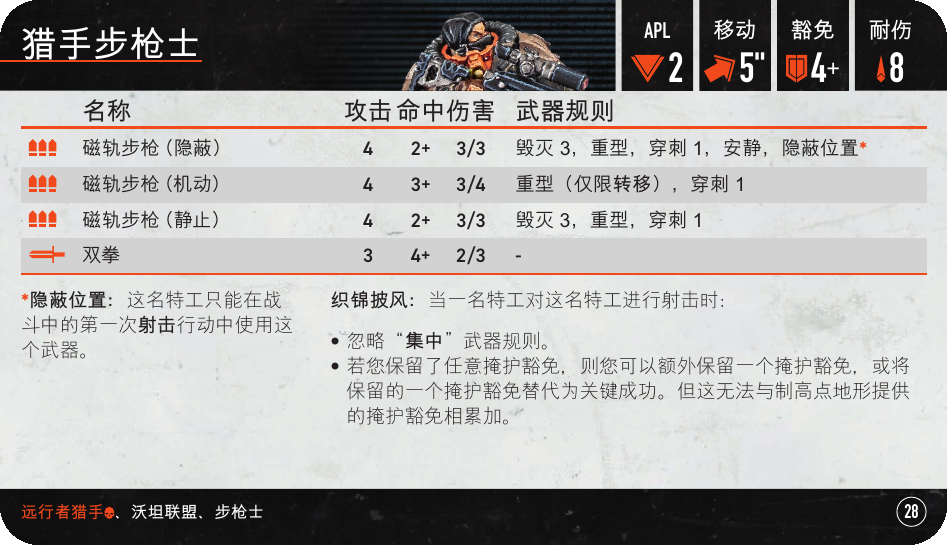 猎手步枪士
APL 移动 豁免 耐伤
2 5" 4+ 8
名称 攻击 命中 伤害 武器规则
磁轨步枪（隐蔽） 4 2+ 3/3 毁灭 3，重型，穿刺 1，安静，隐蔽位置*
磁轨步枪（机动） 4 3+ 3/4 重型（仅限转移），穿刺 1
磁轨步枪（静止） 4 2+ 3/3 毁灭 3，重型，穿刺 1
双拳 3 4+ 2/3 -
*隐蔽位置：这名特工只能在战
斗中的第一次射击行动中使用这
个武器。
织锦披风：当一名特工对这名特工进行射击时：
• 忽略“集中”武器规则。
• 若您保留了任意掩护豁免，则您可以额外保留一个掩护豁免，或将
保留的一个掩护豁免替代为关键成功。但这无法与制高点地形提供
的掩护豁免相累加。
远行者猎手、沃坦联盟、步枪士
28